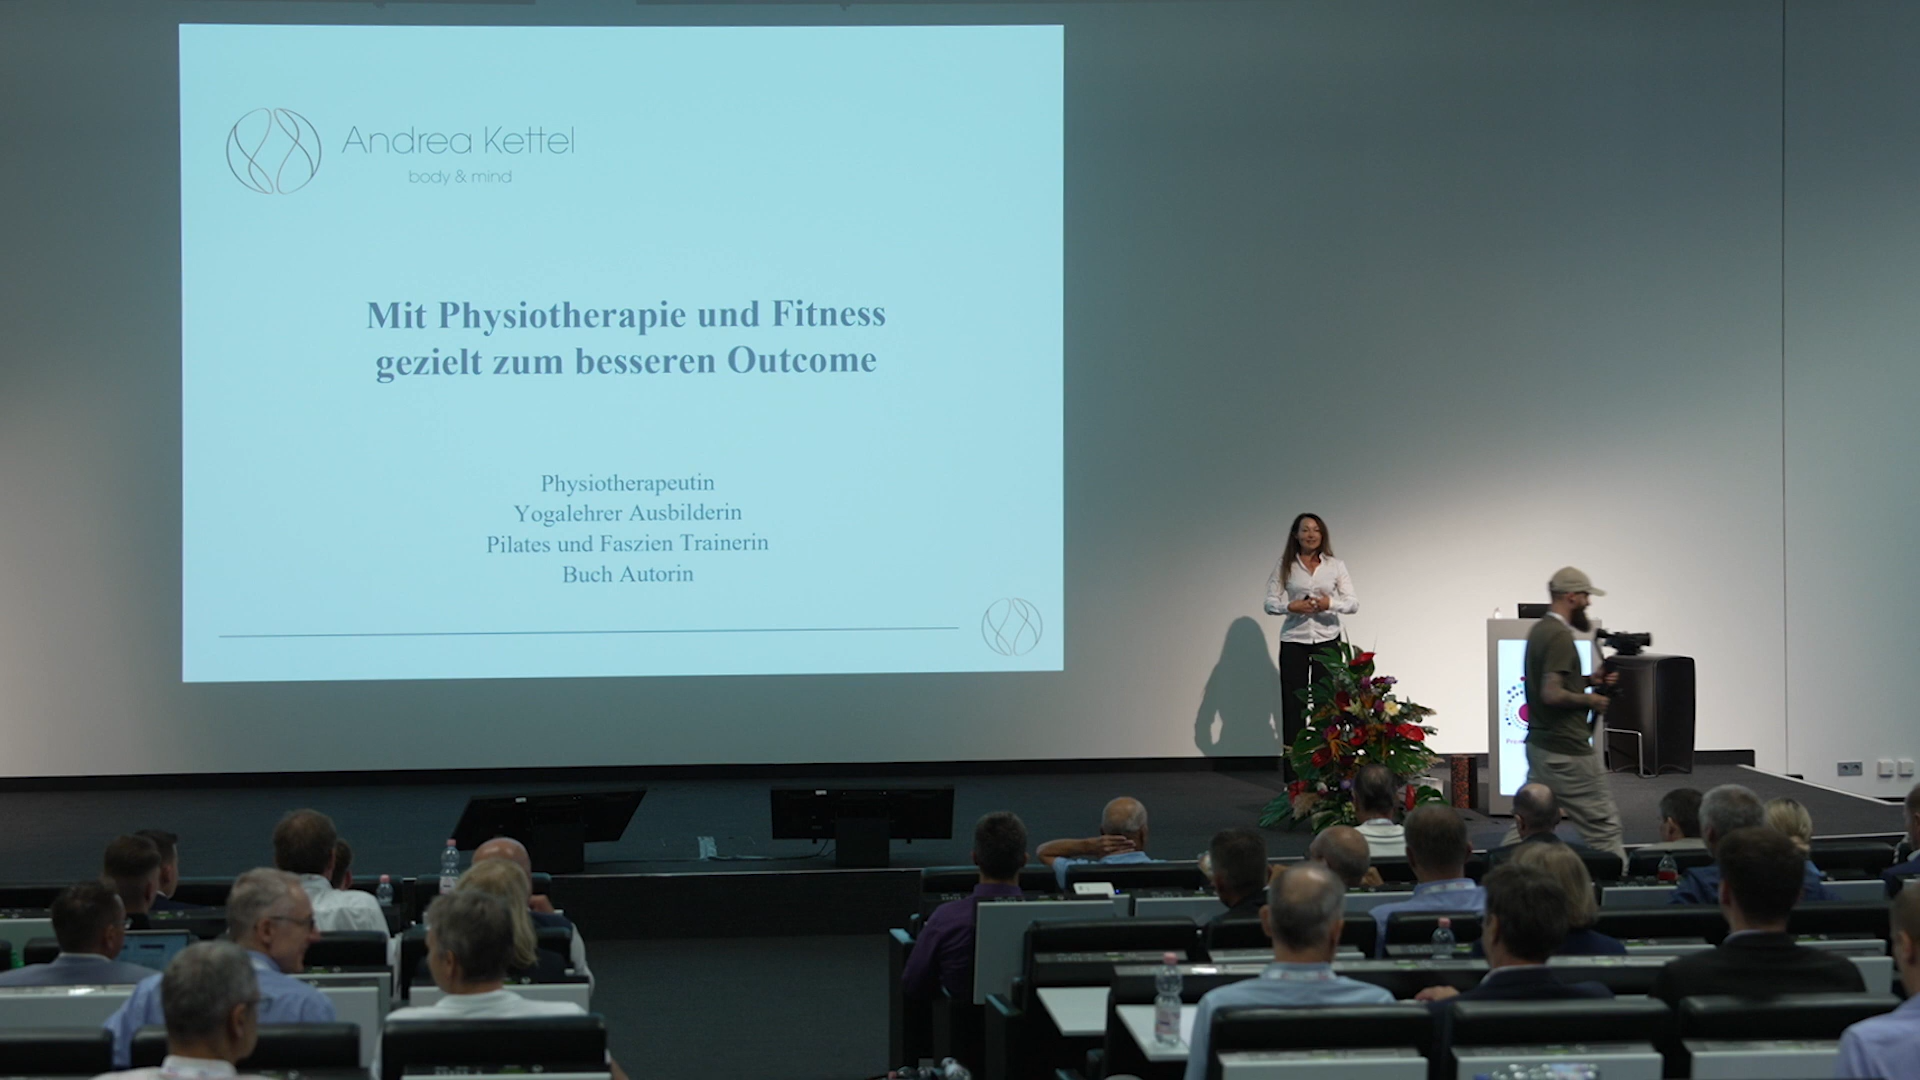 Andrea Kettel
body & mind
Mit Physiotherapie und Fitness
gezielt zum besseren Outcome
Physiotherapeutin
Yogalehrer Ausbilderin
Pilates und Faszien Trainerin
Buch Autorin